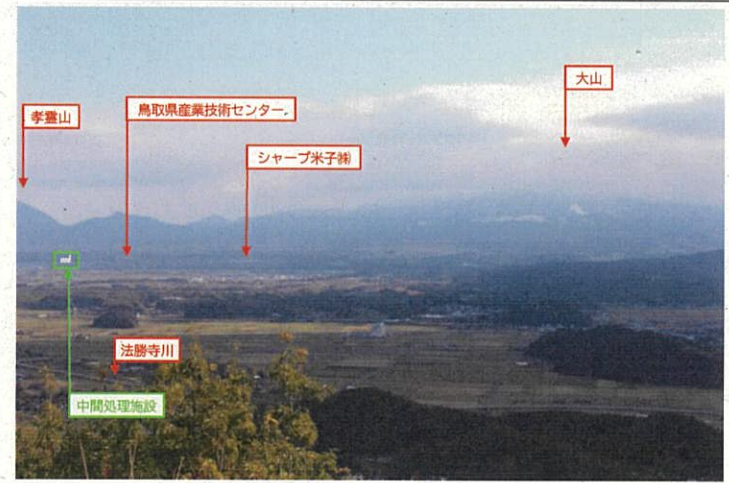 大山
孝霊山
鳥取県産業技術センター
シャープ米子㈱
法勝寺川
中間処理施設